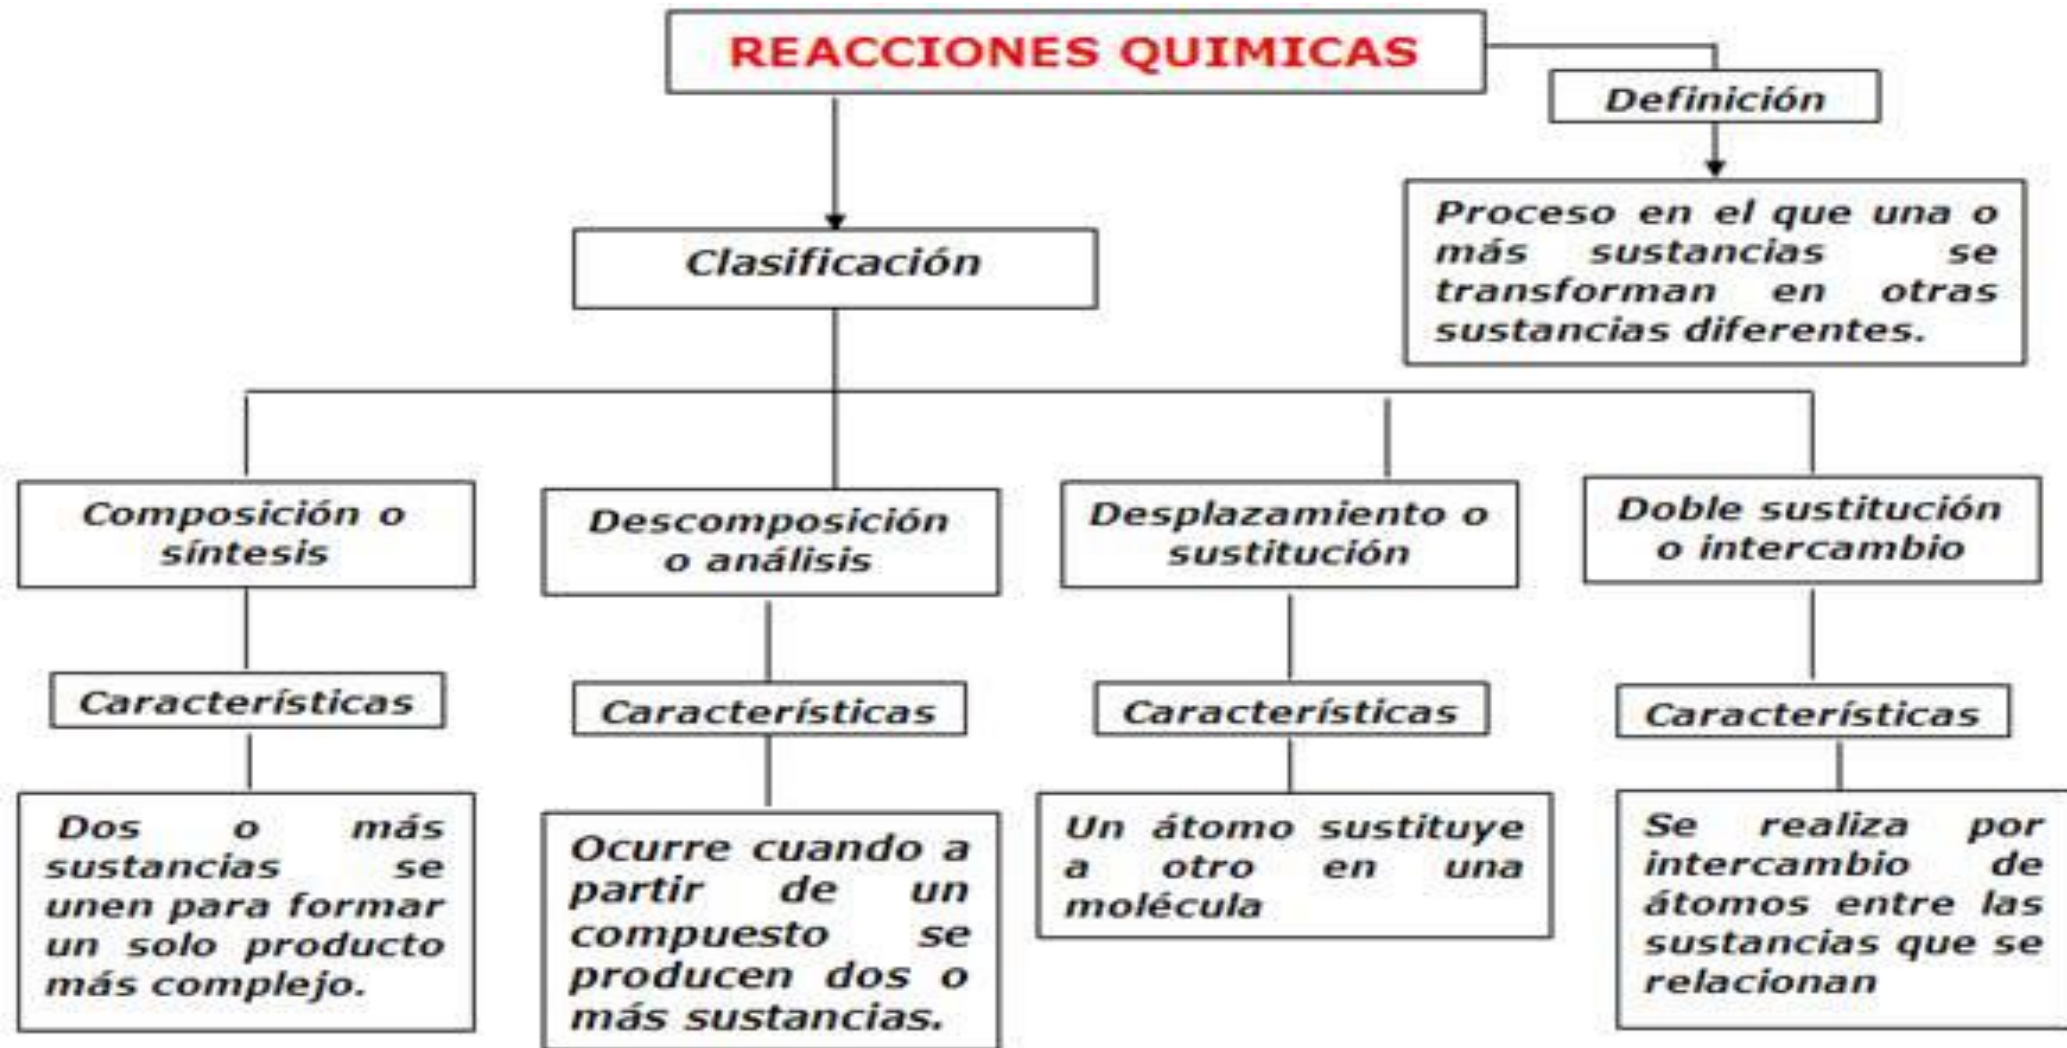 REACCIONES QUIMICAS
Definición
Proceso en el que una o
más sustancias se
transforman en otras
sustancias diferentes.
Clasificación
Composición o
síntesis
Descomposición
o análisis
Desplazamiento o
sustitución
Doble sustitución
o intercambio
Características
Características
Características
Características
Dos o más
sustancias se
unen para formar
un solo producto
más complejo.
Ocurre cuando a
partir de un
compuesto se
producen dos o
más sustancias.
Un átomo sustituye
a otro en una
molécula
Se realiza por
intercambio de
átomos entre las
sustancias que se
relacionan